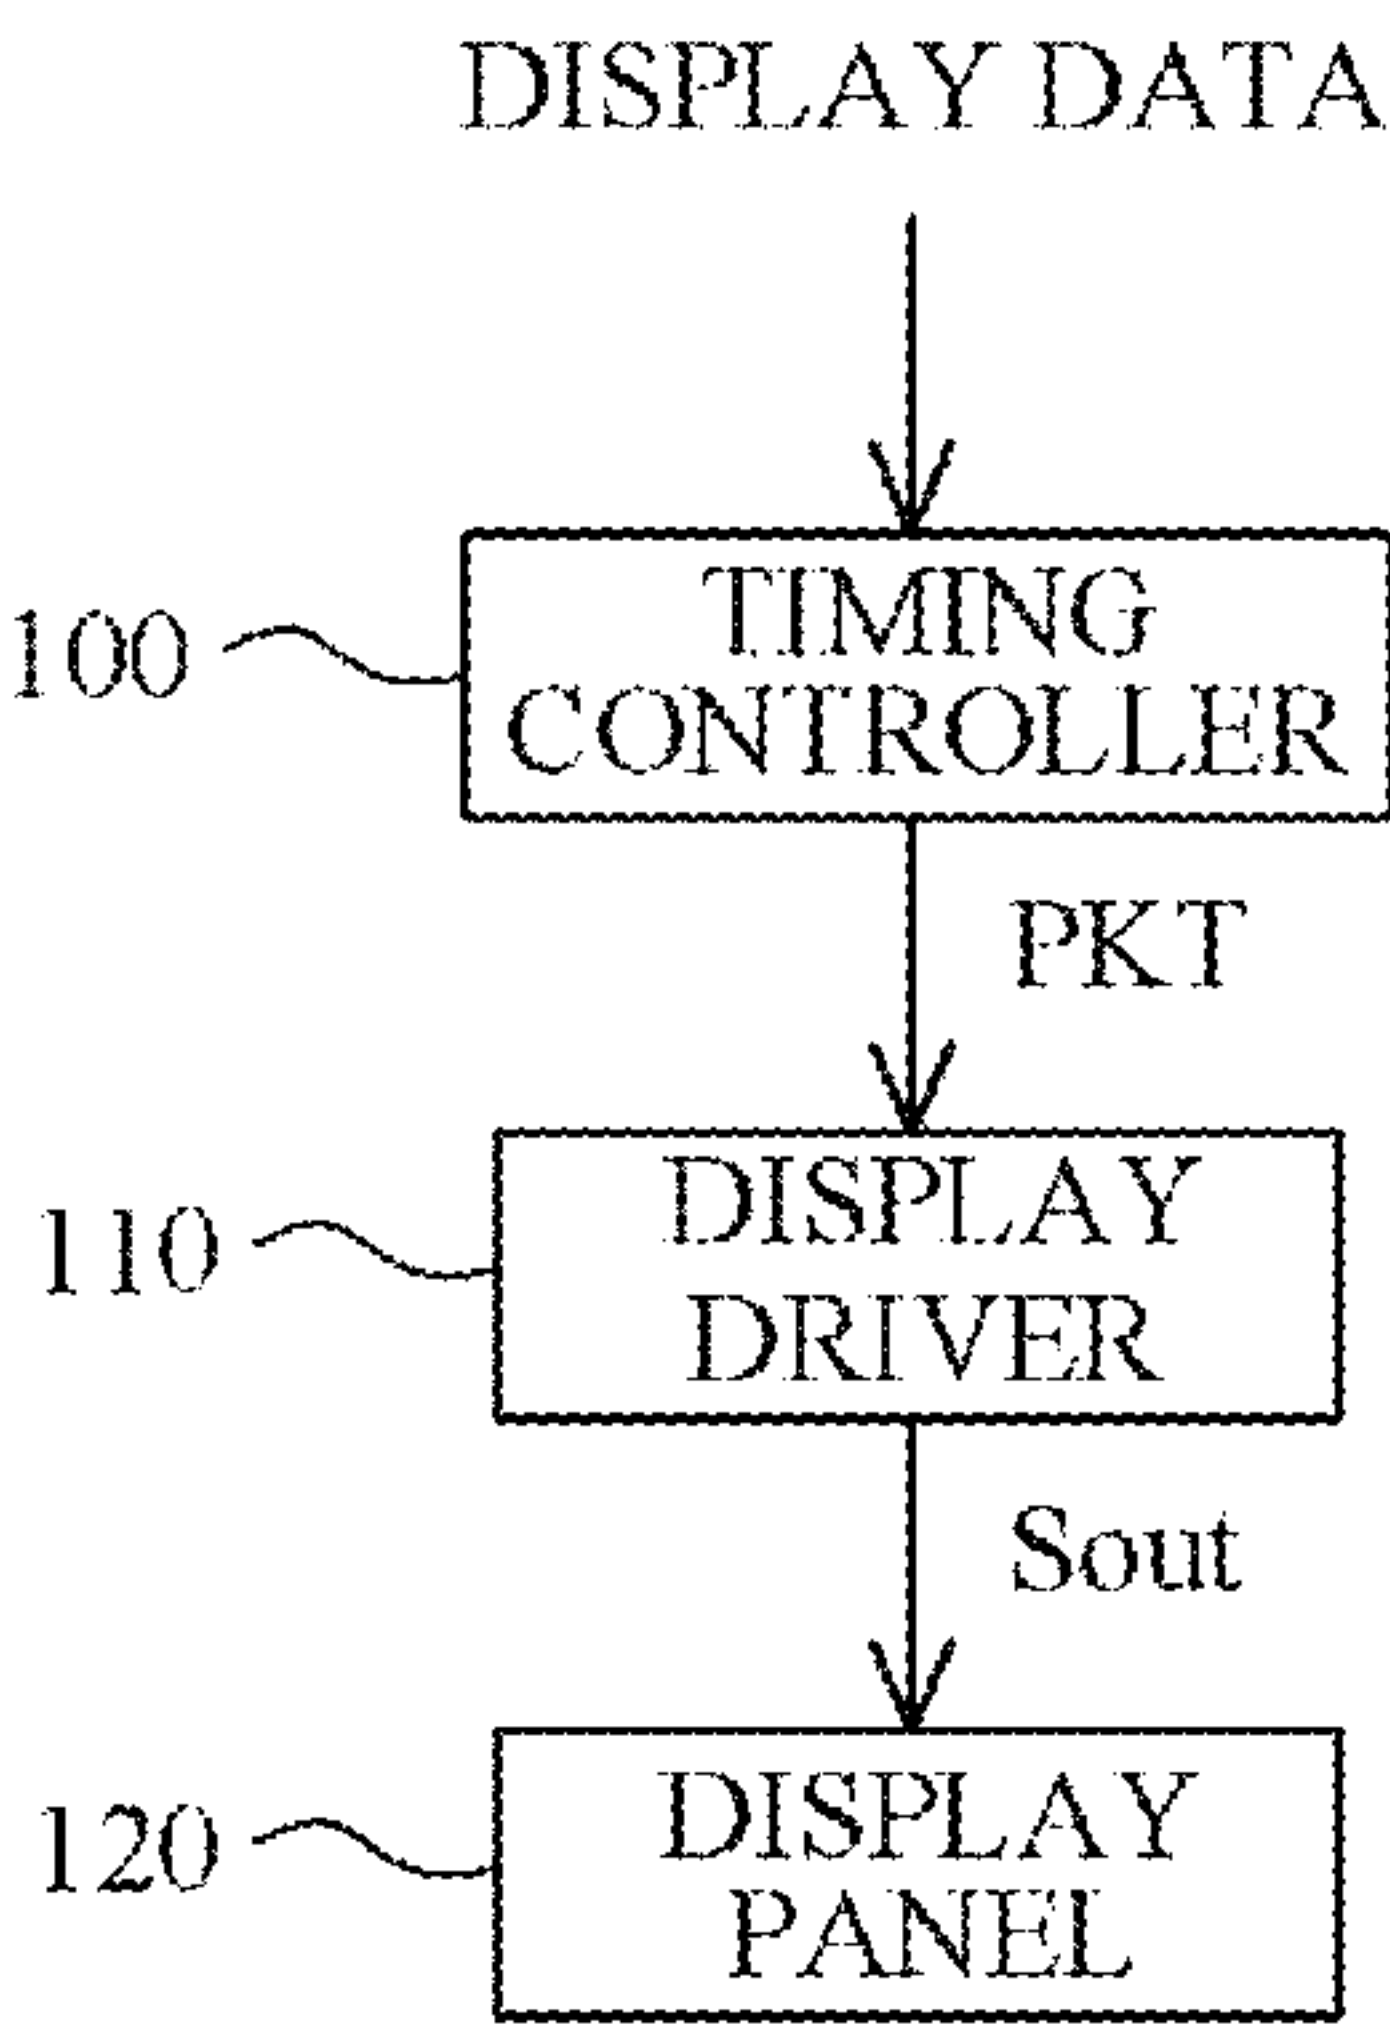 DISPLAY DATA
100
TIMING
CONTROLLER
PKT
110
DISPLAY
DRIVER
Sout
120
DISPLAY
PANEL